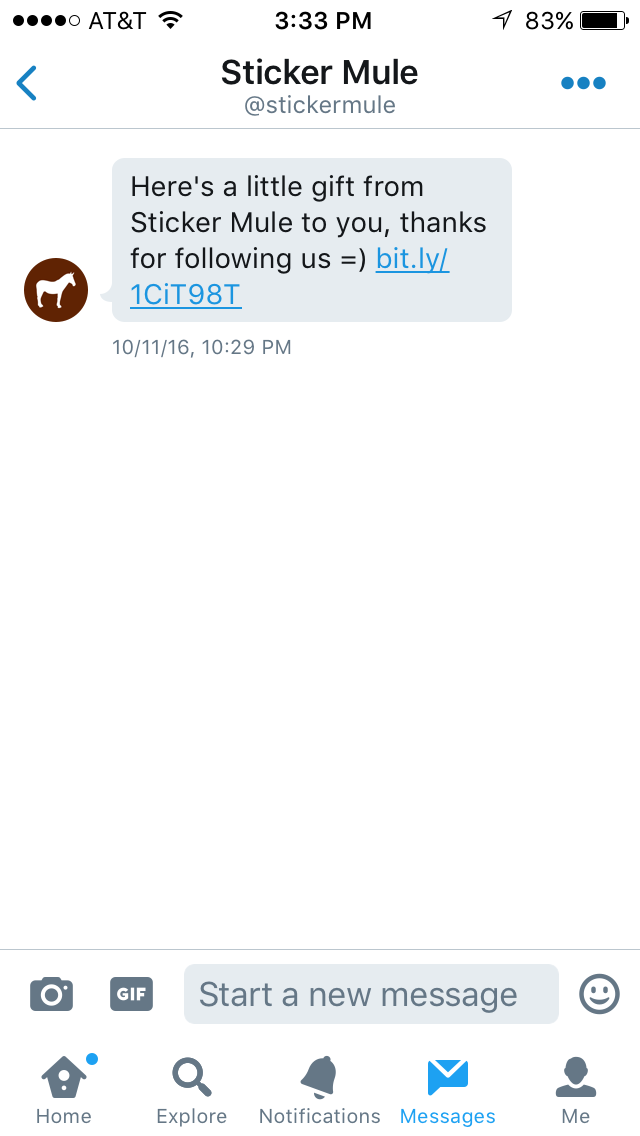 AT&T 3:33 PM 83%
Sticker Mule
@stickermule
Here's a little gift from
Sticker Mule to you, thanks
for following us =) bit.ly/
1CiT98T
10/11/16, 10:29 PM
GIF Start a new message
Home Explore Notifications Messages Me